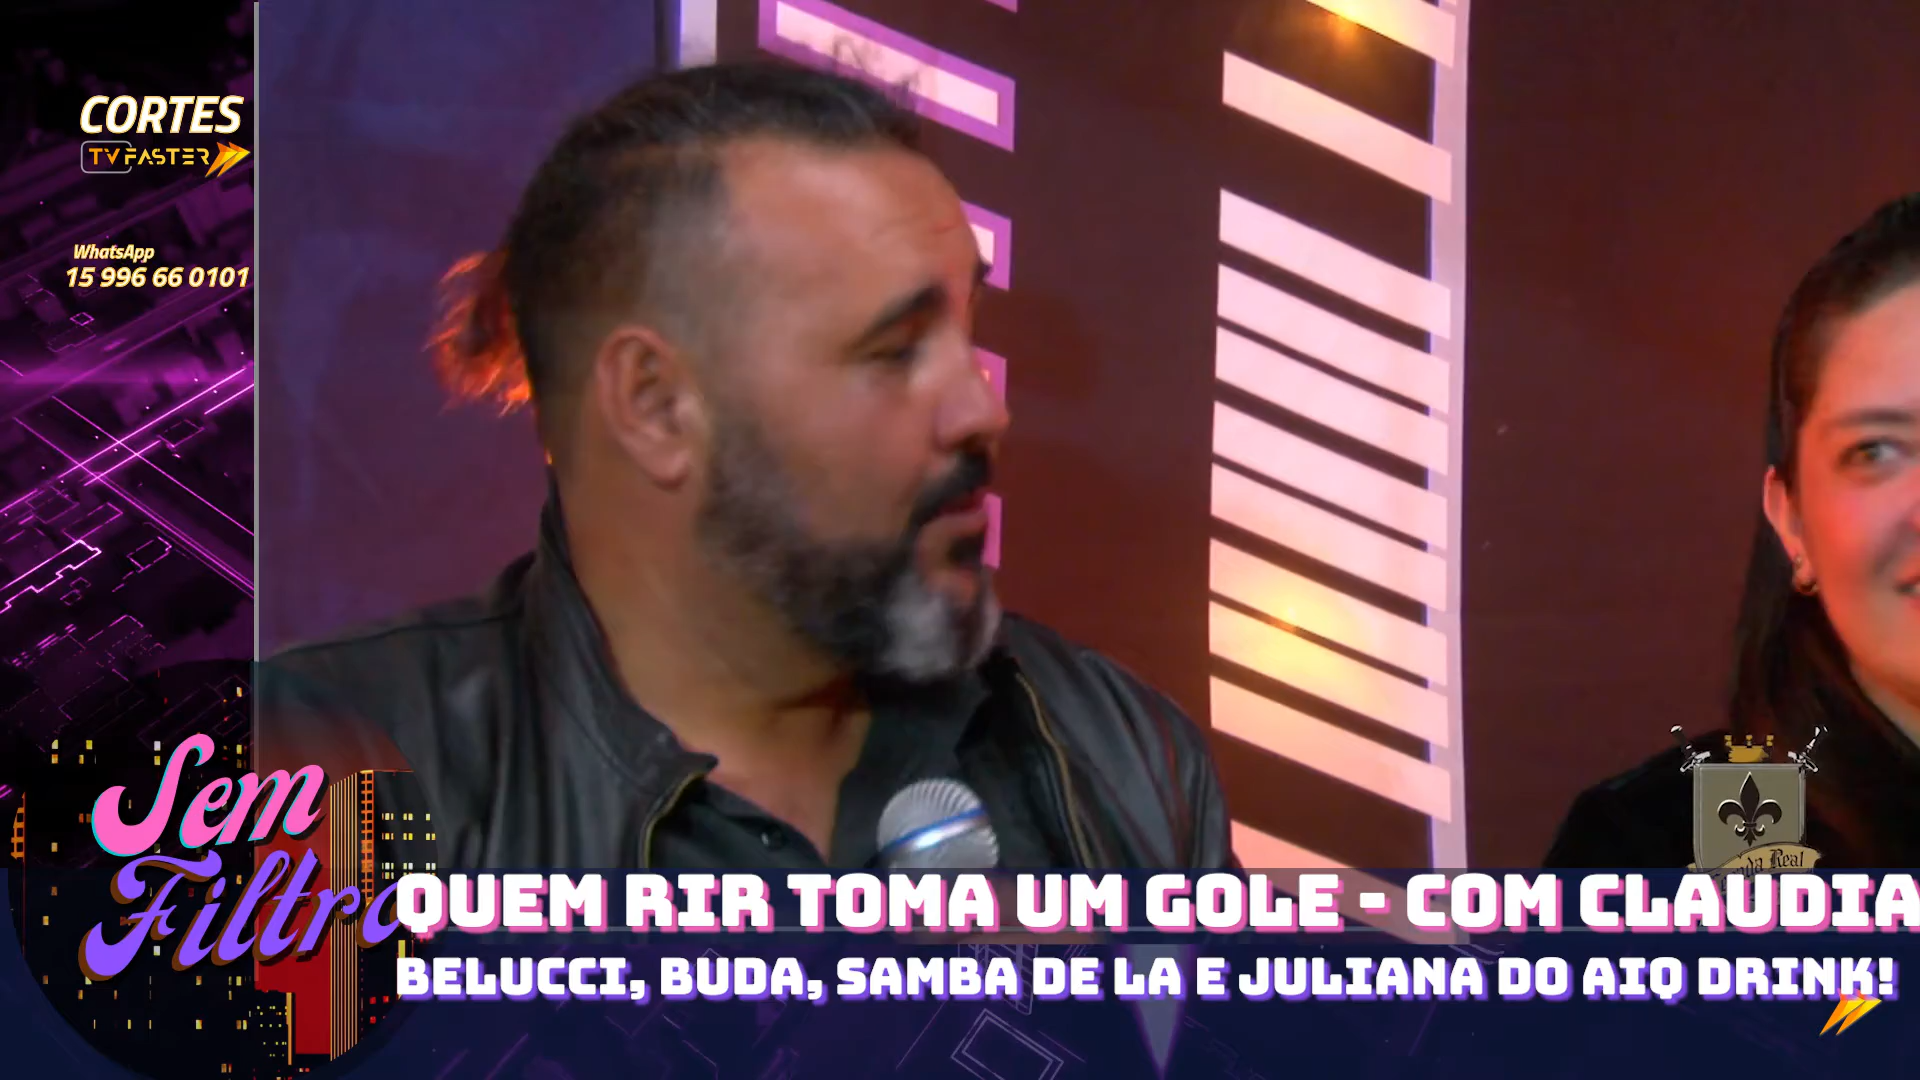 CORTES
TV FASTER
WhatsApp
15 996 66 0101
Sem
Filtro
Real
QUEM RIR TOMA UM GOLE - COM CLAUDIA
BELUCCI, BUDA, SAMBA DE LA E JULIANA DO AIQ DRINK!